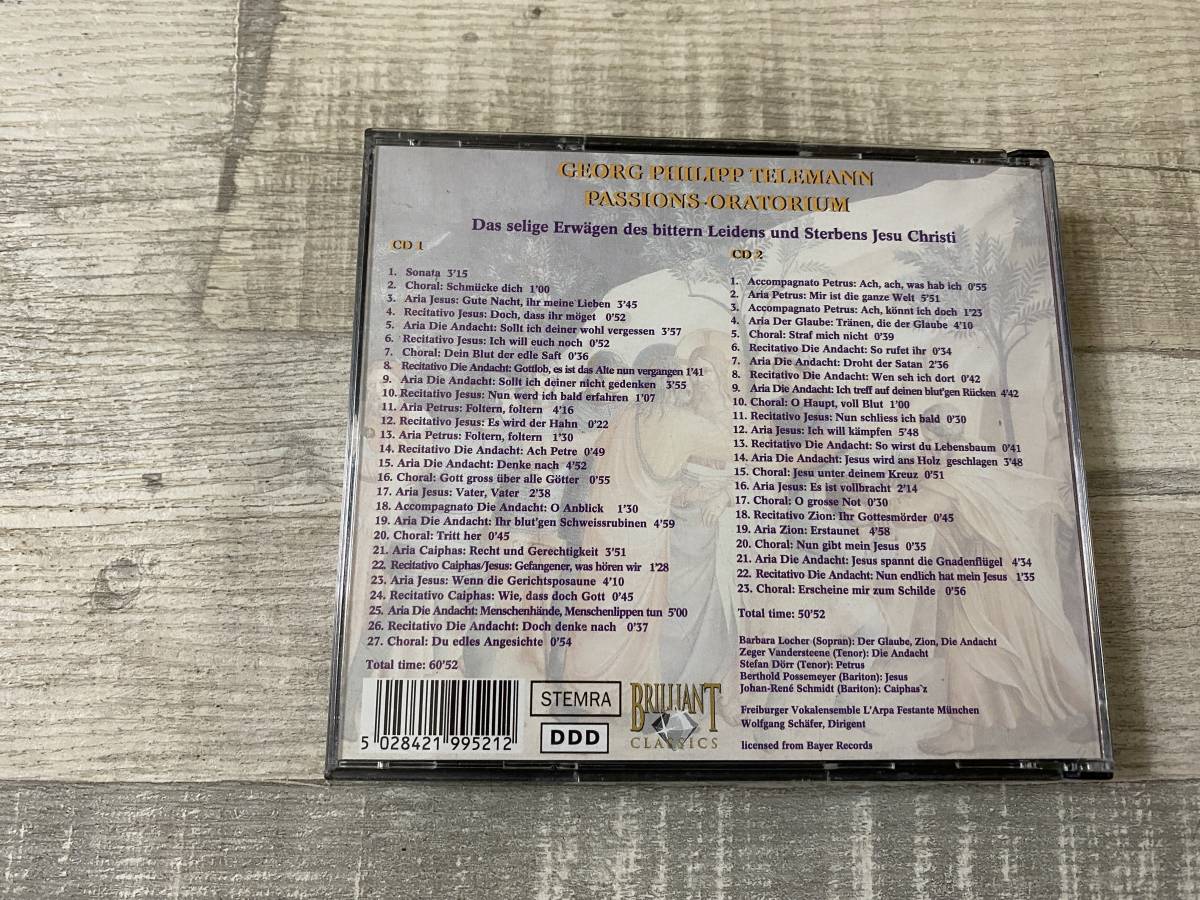 GEORG PHILIPP TELEMANN
PASSIONS-ORATORIUM
Das selige Erwägen des bittern Leidens und Sterbens Jesu Christi
CD 1
1. Sonata 3'15
2. Choral: Schmücke dich 1'00
3. Aria Jesus: Gute Nacht, ihr meine Lieben 3'45
4. Recitativo Jesus: Doch, dass ihr möget 0'52
5. Aria Die Andacht: Sollt ich deiner wohl vergessen 3'57
6. Recitativo Jesus: Ich will euch noch 0'52
7. Choral: Dein Blut der edle Saft 0'36
8. Recitativo Die Andacht: Gottlob, es ist das Alte nun vergangen 1'41
9. Aria Die Andacht: Sollt ich deiner nicht gedenken 3'55
10. Recitativo Jesus: Nun werd ich bald erfahren 1'07
11. Aria Petrus: Foltern, foltern 4'16
12. Recitativo Jesus: Es wird der Hahn 0'22
13. Aria Petrus: Foltern, foltern 1'30
14. Recitativo Die Andacht: Ach Petre 0'49
15. Aria Die Andacht: Denke nach 4'52
16. Choral: Gott gross über alle Götter 0'55
17. Aria Jesus: Vater, Vater 2'38
18. Accompagnato Die Andacht: O Anblick 1'30
19. Aria Die Andacht: Ihr blut'gen Schweissrubinen 4'59
20. Choral: Tritt her 0'45
21. Aria Caiphas: Recht und Gerechtigkeit 3'51
22. Recitativo Caiphas/Jesus: Gefangener, was hören wir 1'28
23. Aria Jesus: Wenn die Gerichtsposaune 4'10
24. Recitativo Caiphas: Wie, dass doch Gott 0'45
25. Aria Die Andacht: Menschenhände, Menschenlippen tun 5'00
26. Recitativo Die Andacht: Doch denke nach 0'37
27. Choral: Du edles Angesichte 0'54
Total time: 60'52
CD 2
1. Accompagnato Petrus: Ach, ach, was hab ich 0'55
2. Aria Petrus: Mir ist die ganze Welt 5'51
3. Accompagnato Petrus: Ach, könnt ich doch 1'23
4. Aria Der Glaube: Tränen, die der Glaube 4'10
5. Choral: Straf mich nicht 0'39
6. Recitativo Die Andacht: So rufet ihr 0'34
7. Aria Die Andacht: Droht der Satan 2'36
8. Recitativo Die Andacht: Wen seh ich dort 0'42
9. Aria Die Andacht: Ich treff auf deinen blut'gen Rücken 4'42
10. Choral: O Haupt, voll Blut 1'00
11. Recitativo Jesus: Nun schliess ich bald 0'30
12. Aria Jesus: Ich will kämpfen 5'48
13. Recitativo Die Andacht: So wirst du Lebensbaum 0'41
14. Aria Die Andacht: Jesus wird ans Holz geschlagen 3'48
15. Choral: Jesu unter deinem Kreuz 0'51
16. Aria Jesus: Es ist vollbracht 2'14
17. Choral: O grosse Not 0'30
18. Recitativo Zion: Ihr Gottesmörder 0'45
19. Aria Zion: Erstaunet 4'58
20. Choral: Nun gibt mein Jesus 0'35
21. Aria Die Andacht: Jesus spannt die Gnadenflügel 4'34
22. Recitativo Die Andacht: Nun endlich hat mein Jesus 1'35
23. Choral: Erscheine mir zum Schilde 0'56
Total time: 50'52
Barbara Locher (Sopran): Der Glaube, Zion, Die Andacht
Zeger Vandersteene (Tenor): Die Andacht
Stefan Dörr (Tenor): Petrus
Berthold Possemeyer (Bariton): Jesus
Johan-René Schmidt (Bariton): Caiphas`z
Freiburger Vokalensemble L'Arpa Festante München
Wolfgang Schäfer, Dirigent
licensed from Bayer Records
5 028421 995212
STEMRA
DDD
BRILLIANT
CLASSICS